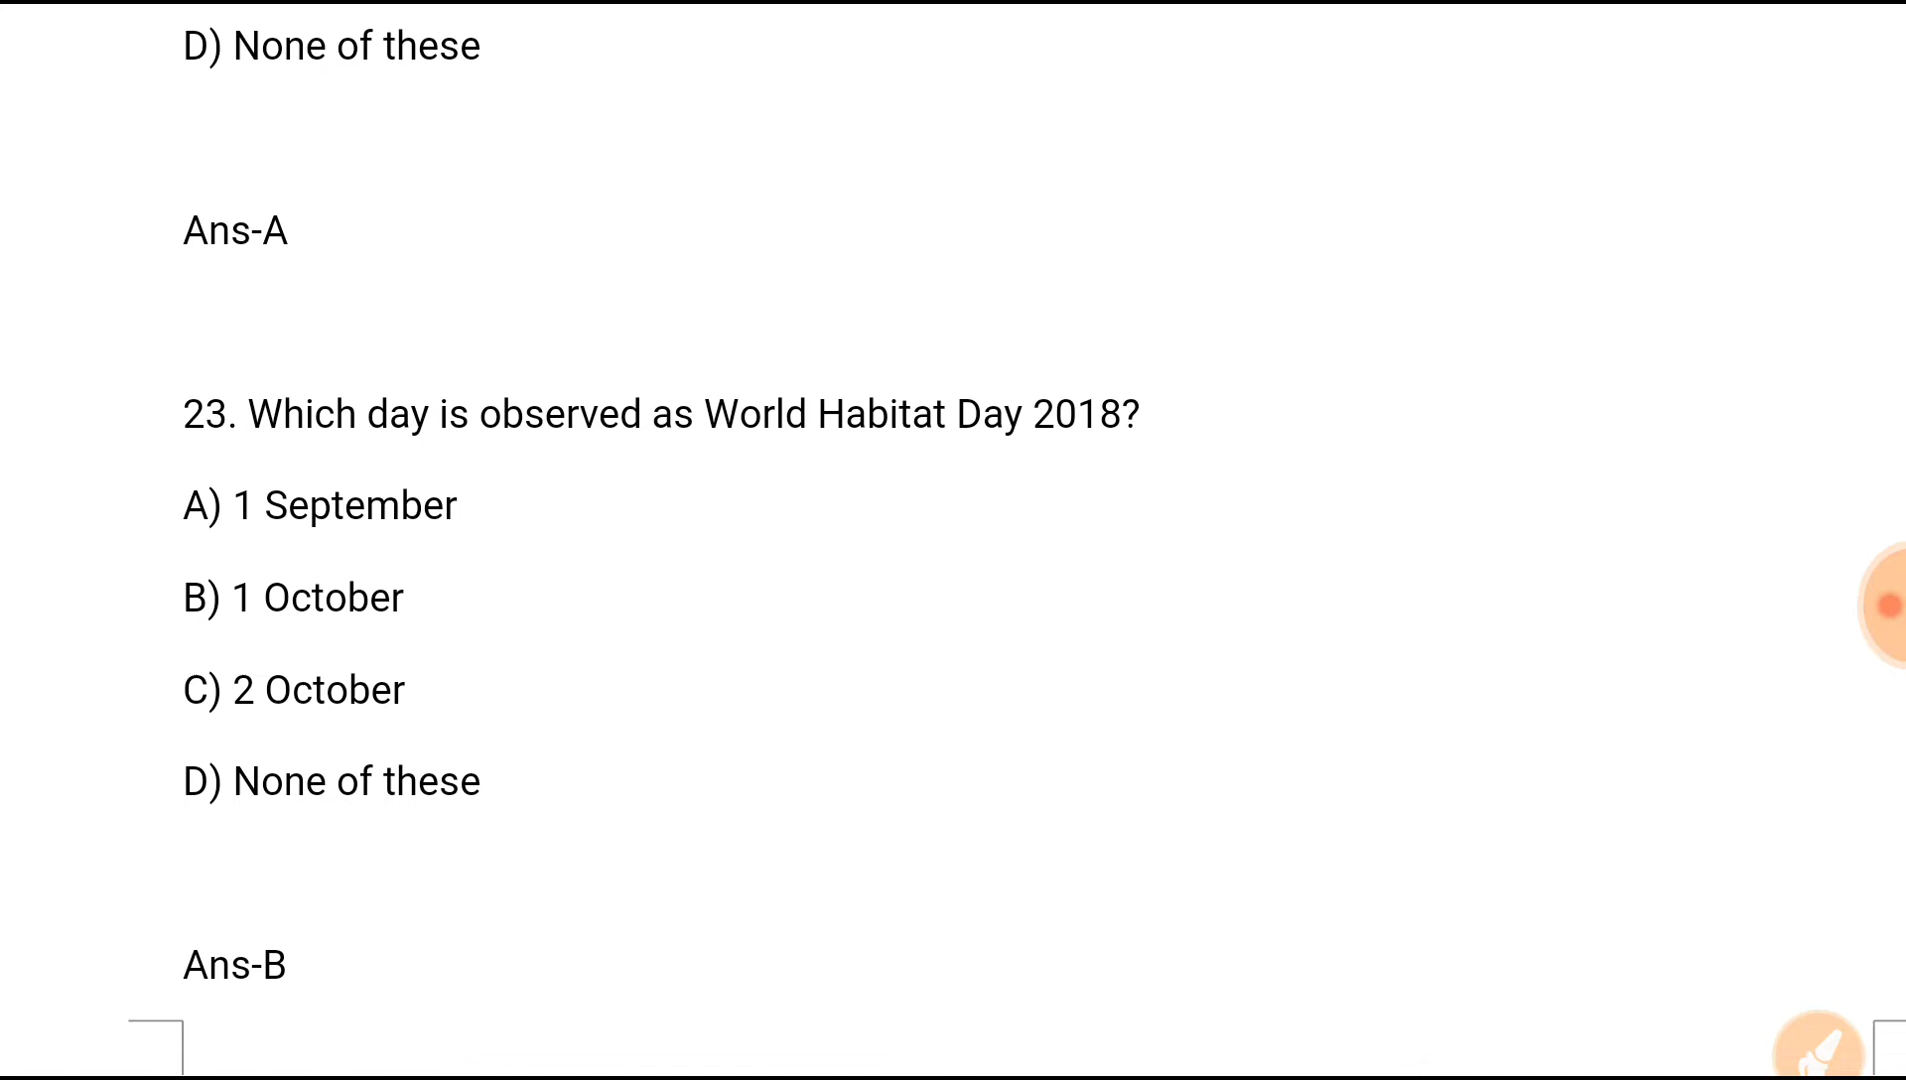 D) None of these
Ans-A
23. Which day is observed as World Habitat Day 2018?
A) 1 September
B) 1 October
C) 2 October
D) None of these
Ans-B